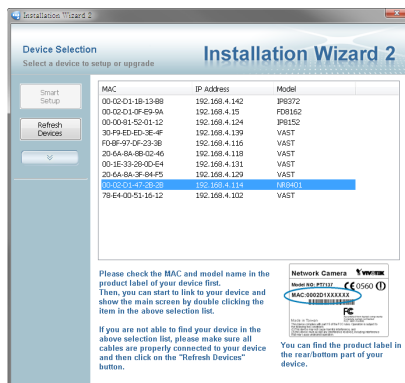 Installation Wizard 2
Device Selection
Select a device to setup or upgrade
Installation Wizard 2
Smart
Setup
Refresh
Devices
MAC IP Address Model
00-02-D1-1B-13-B8 192.168.4.142 IP8372
00-02-D1-0F-E9-9A 192.168.4.15 FD8162
00-00-81-52-01-12 192.168.4.124 IP8152
30-F9-ED-ED-3E-4F 192.168.4.139 VAST
F0-BF-97-DF-23-3B 192.168.4.116 VAST
20-6A-8A-8B-02-46 192.168.4.118 VAST
00-1E-33-28-0D-E4 192.168.4.131 VAST
20-6A-8A-3F-84-F5 192.168.4.129 VAST
00-02-D1-47-2B-2B 192.168.4.114 NR8401
78-E4-00-51-16-12 192.168.4.102 VAST
Please check the MAC and model name in the
product label of your device first.
Then, you can start to link to your device and
show the main screen by double clicking the
item in the above selection list.
If you are not able to find your device in the
above selection list, please make sure all
cables are properly connected to your device
and then click on the "Refresh Devices"
button.
Network Camera VIVOTEK
Model NO: PT7137 CE 0560
MAC:0002D1XXXXXX
FC
Made in Taiwan
You can find the product label in
the rear/bottom part of your
device.